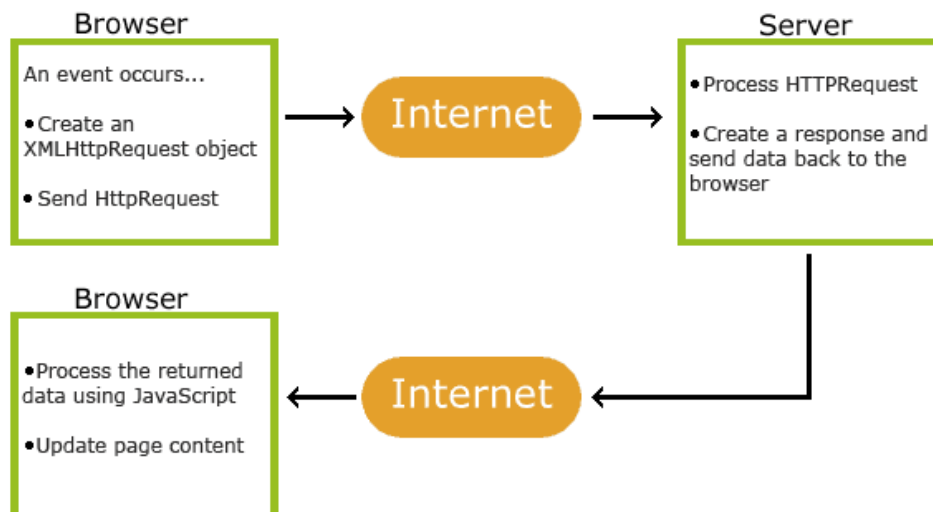 Browser
An event occurs...
•Create an
XMLHttpRequest object
•Send HttpRequest
Internet
Server
•Process HTTPRequest
•Create a response and
send data back to the
browser
Browser
•Process the returned
data using JavaScript
•Update page content
Internet